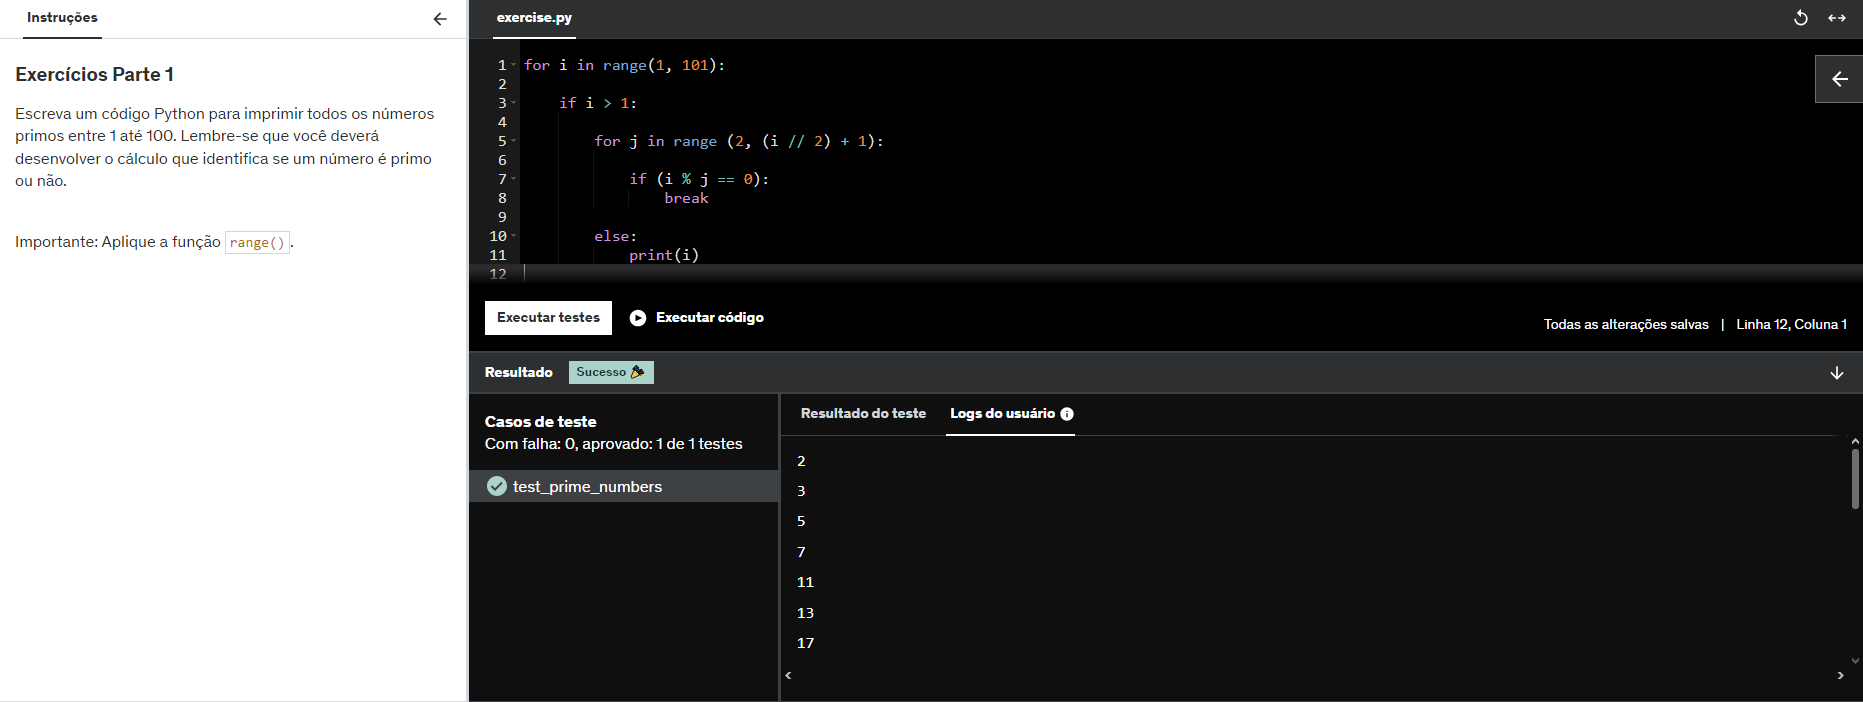 Instruções
Exercícios Parte 1
Escreva um código Python para imprimir todos os números
primos entre 1 até 100. Lembre-se que você deverá
desenvolver o cálculo que identifica se um número é primo
ou não.
Importante: Aplique a função range().
exercise.py
1 for i in range(1, 101):
2
3     if i > 1:
4
5         for j in range (2, (i // 2) + 1):
6
7             if (i % j == 0):
8                 break
9
10         else:
11             print(i)
12
Executar testes
Executar código
Todas as alterações salvas | Linha 12, Coluna 1
Resultado Sucesso
Casos de teste
Com falha: 0, aprovado: 1 de 1 testes
test_prime_numbers
Resultado do teste Logs do usuário
2
3
5
7
11
13
17